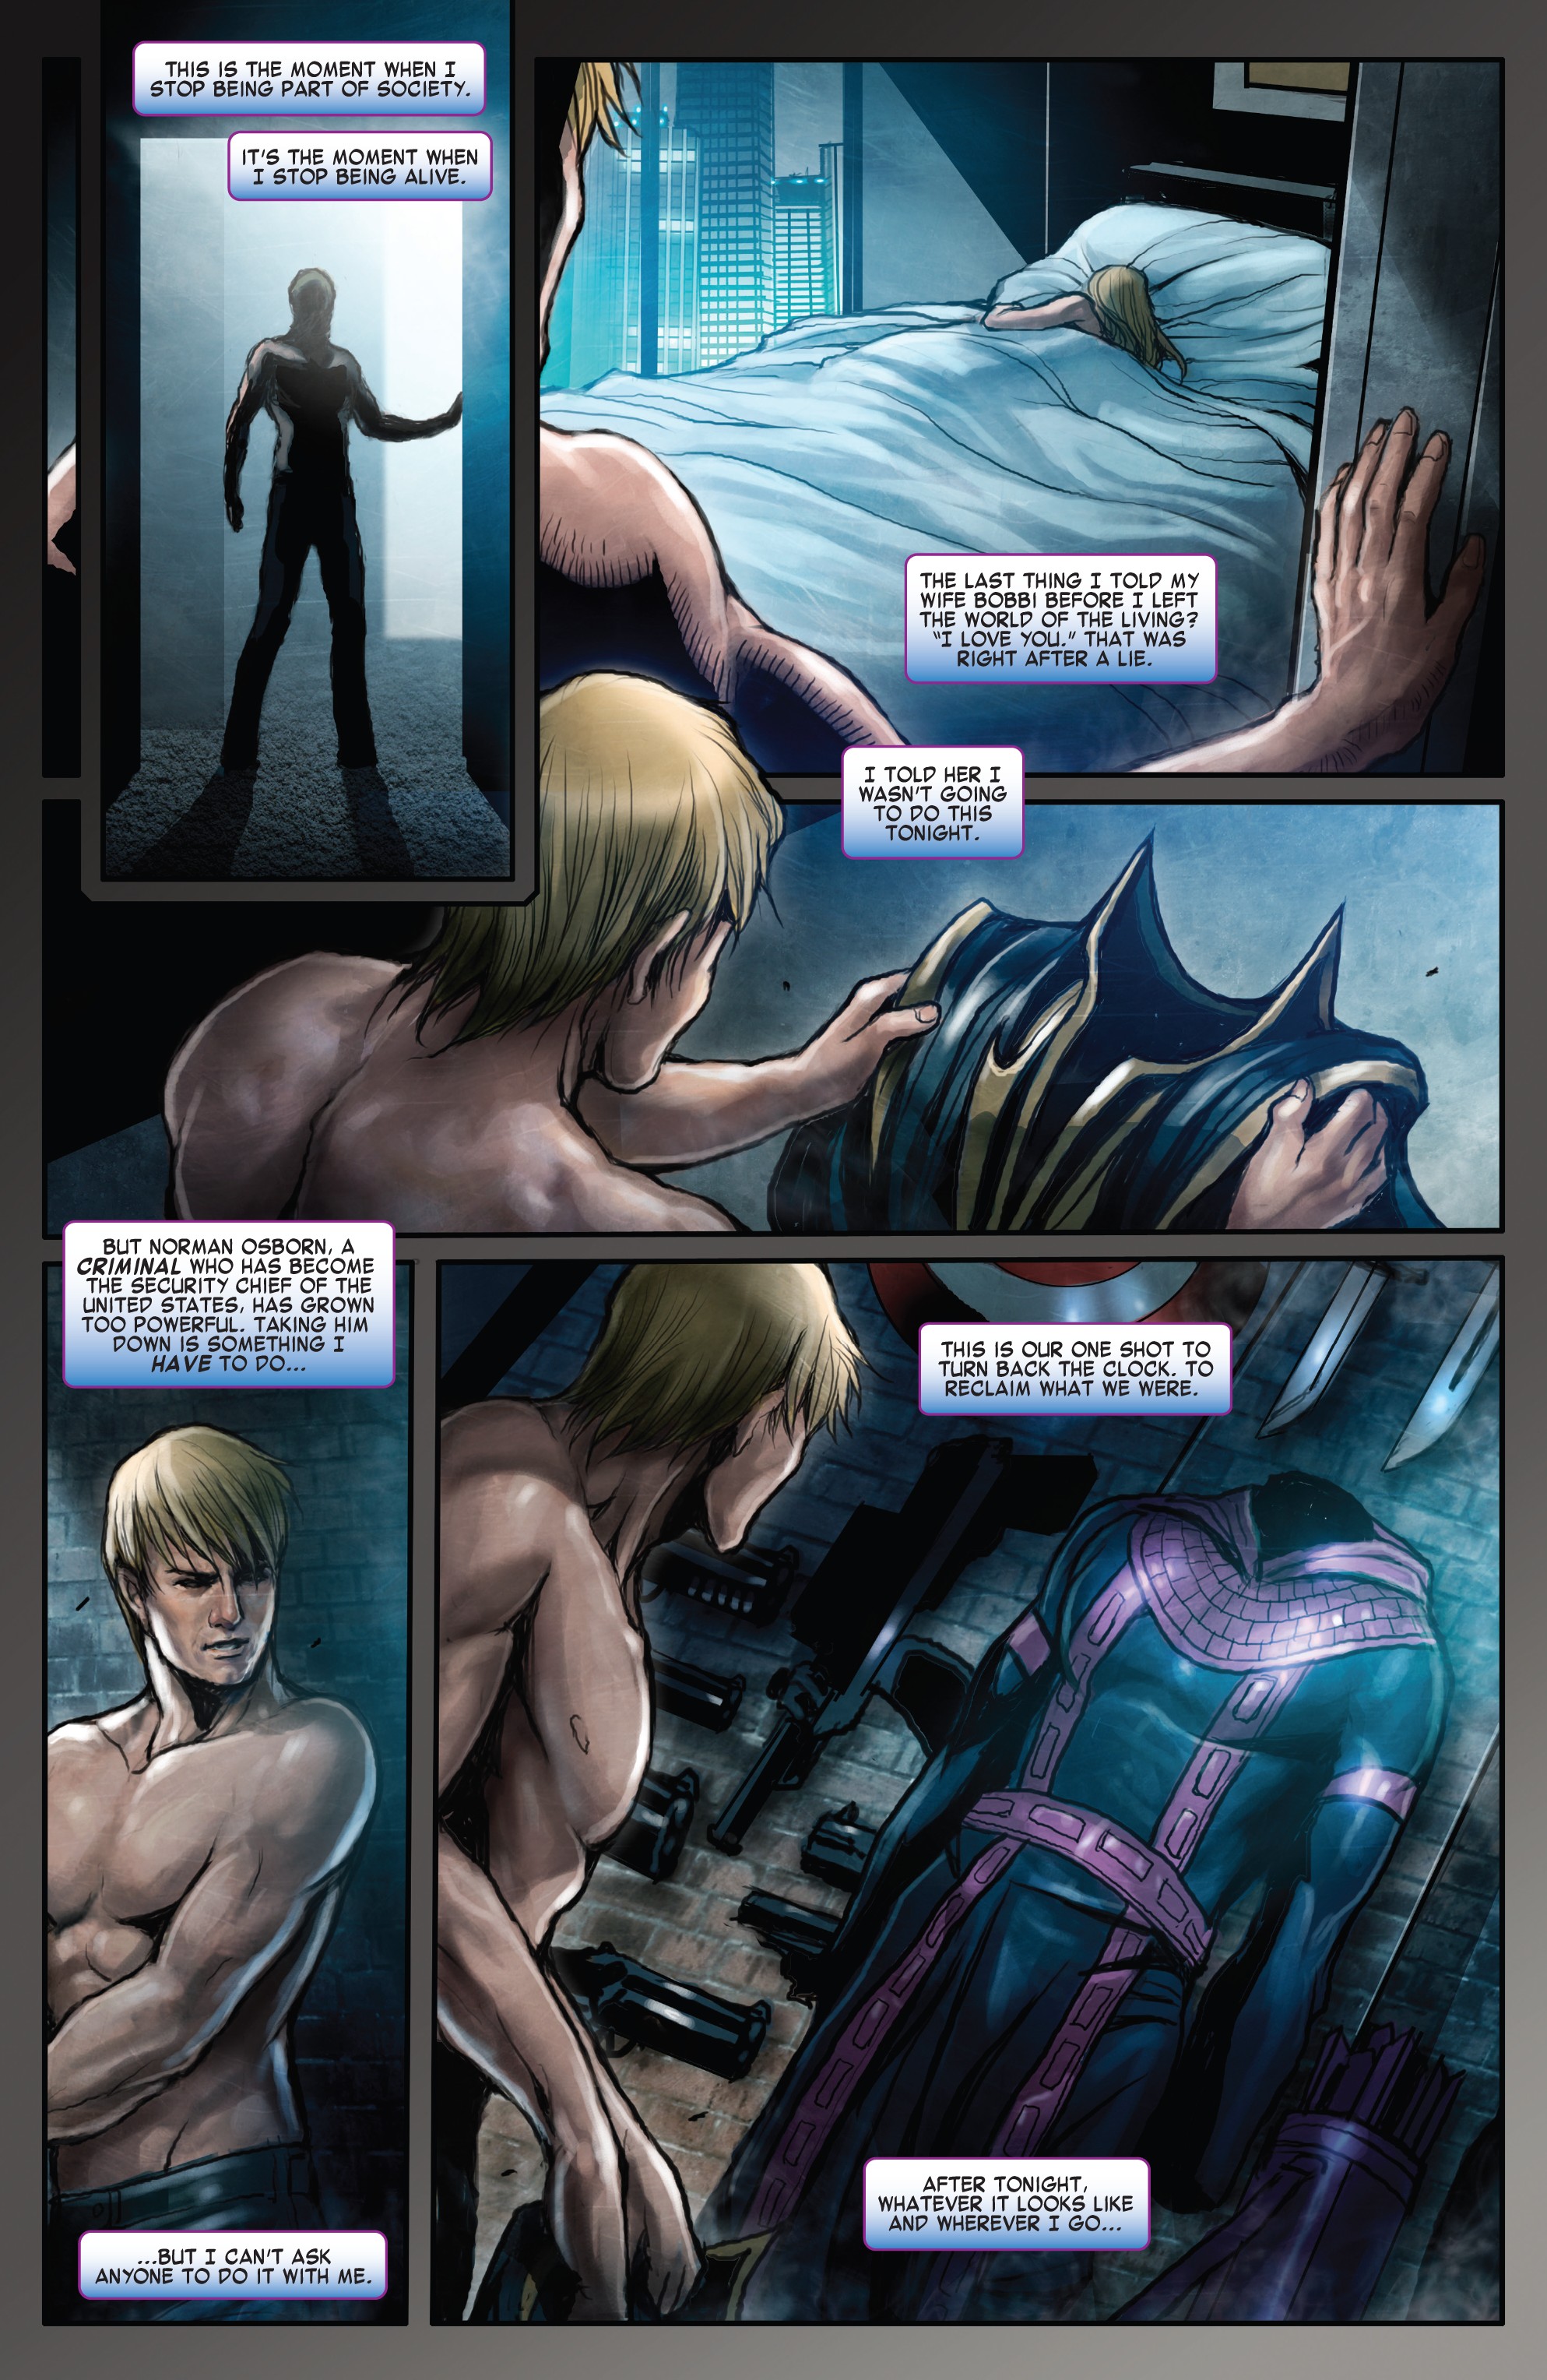 THIS IS THE MOMENT WHEN I
STOP BEING PART OF SOCIETY.
IT'S THE MOMENT WHEN
I STOP BEING ALIVE.
THE LAST THING I TOLD MY
WIFE BOBBI BEFORE I LEFT
THE WORLD OF THE LIVING?
"I LOVE YOU." THAT WAS
RIGHT AFTER A LIE.
I TOLD HER I
WASN'T GOING
TO DO THIS
TONIGHT.
BUT NORMAN OSBORN, A
CRIMINAL WHO HAS BECOME
THE SECURITY CHIEF OF THE
UNITED STATES, HAS GROWN
TOO POWERFUL. TAKING HIM
DOWN IS SOMETHING I
HAVE TO DO...
...BUT I CAN'T ASK
ANYONE TO DO IT WITH ME.
THIS IS OUR ONE SHOT TO
TURN BACK THE CLOCK. TO
RECLAIM WHAT WE WERE.
AFTER TONIGHT,
WHATEVER IT LOOKS LIKE
AND WHEREVER I GO...